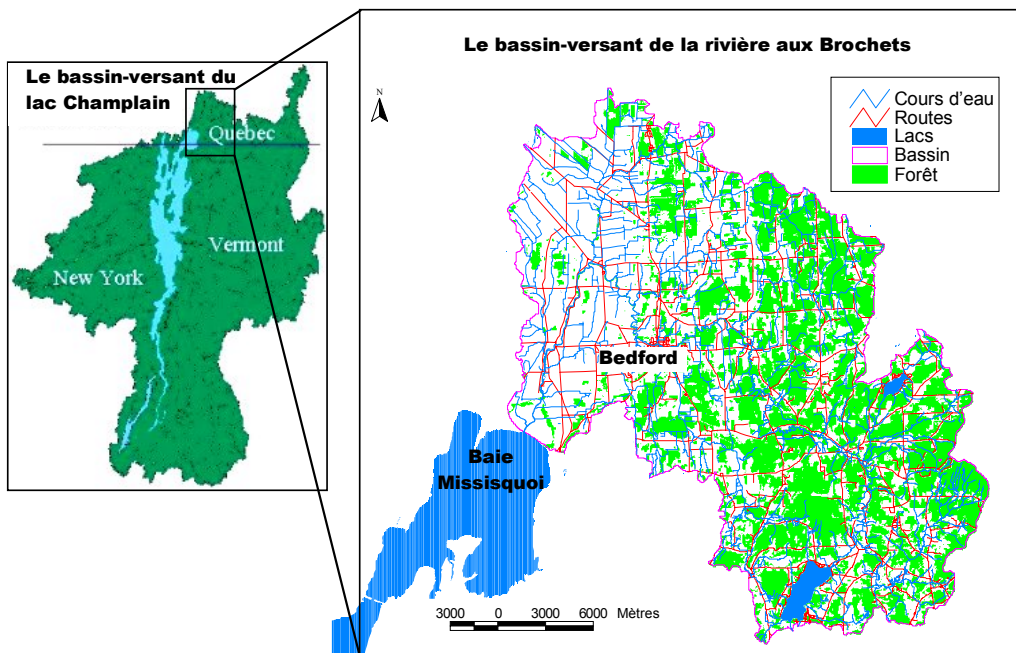 Le bassin-versant du
lac Champlain
Quebec
Vermont
New York
Le bassin-versant de la rivière aux Brochets
N
Cours d'eau
Routes
Lacs
Bassin
Forêt
Bedford
Baie
Missisquoi
3000 0 3000 6000 Mètres